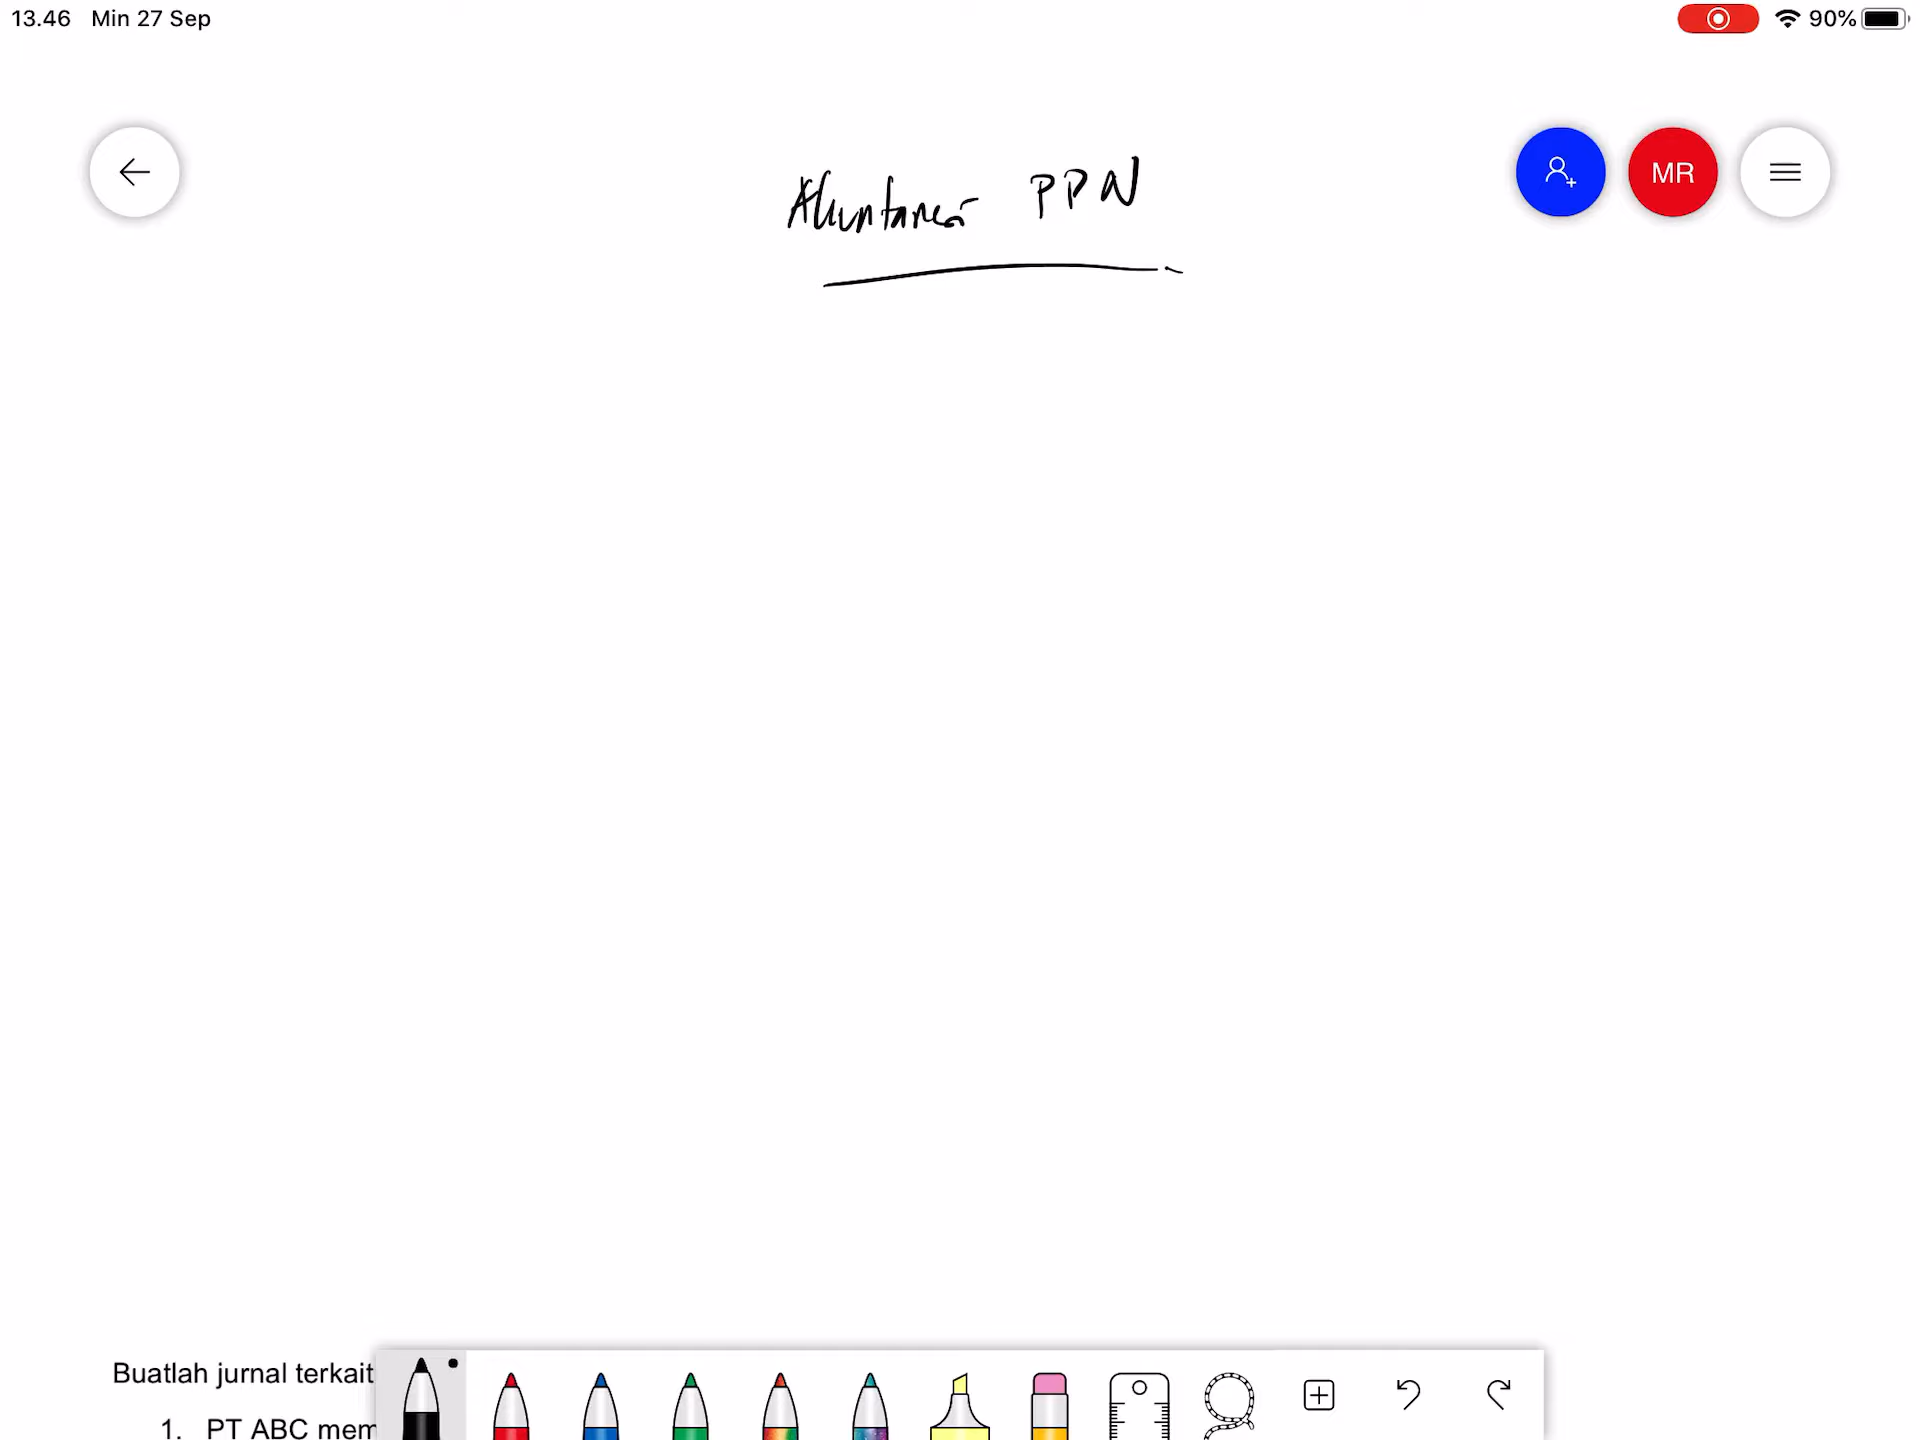 13.46 Min 27 Sep 90%
Akuntansi PPN
MR
Buatlah jurnal terkait
1. PT ABC mem